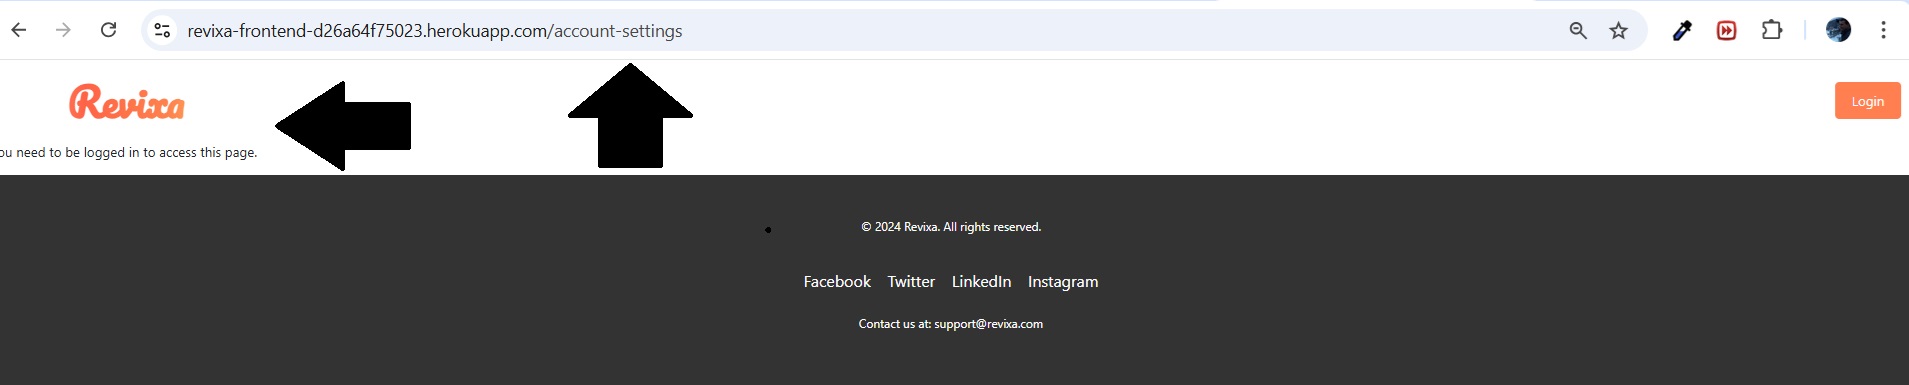 revixa-frontend-d26a64f75023.herokuapp.com/account-settings
Revixa
Login
ou need to be logged in to access this page.
© 2024 Revixa. All rights reserved.
Facebook Twitter LinkedIn Instagram
Contact us at: support@revixa.com